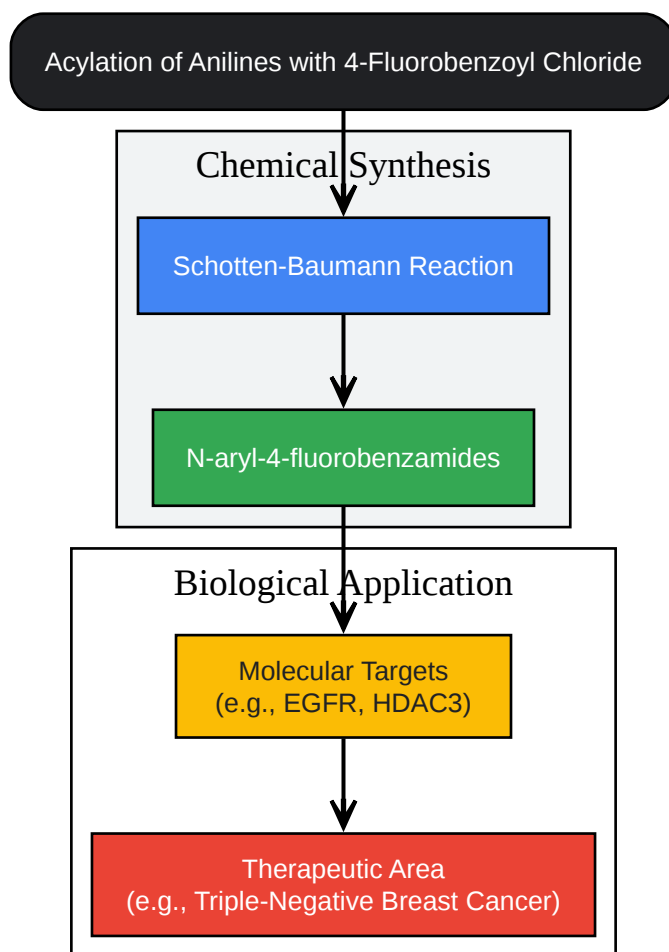 Acylation of Anilines with 4-Fluorobenzoyl Chloride
Chemical Synthesis
Schotten-Baumann Reaction
N-aryl-4-fluorobenzamides
Biological Application
Molecular Targets
(e.g., EGFR, HDAC3)
Therapeutic Area
(e.g., Triple-Negative Breast Cancer)